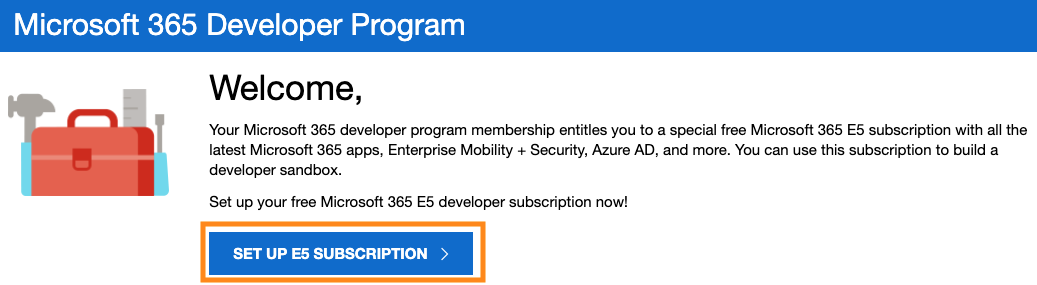 Microsoft 365 Developer Program
Welcome,
Your Microsoft 365 developer program membership entitles you to a special free Microsoft 365 E5 subscription with all the
latest Microsoft 365 apps, Enterprise Mobility + Security, Azure AD, and more. You can use this subscription to build a
developer sandbox.
Set up your free Microsoft 365 E5 developer subscription now!
SET UP E5 SUBSCRIPTION